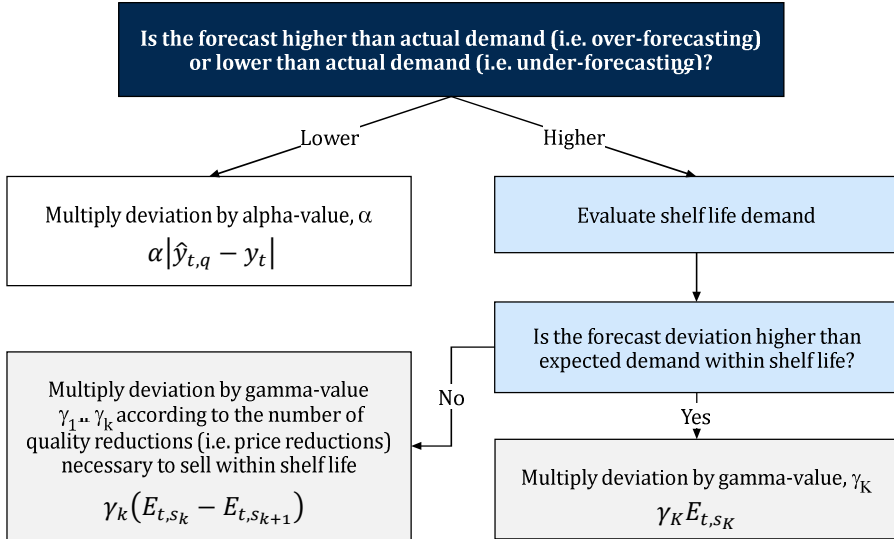 Is the forecast higher than actual demand (i.e. over-forecasting)
or lower than actual demand (i.e. under-forecasting)?
Lower
Higher
Multiply deviation by alpha-value, α
α|ŷ_{t,q} − y_t|
Evaluate shelf life demand
Is the forecast deviation higher than
expected demand within shelf life?
No
Yes
Multiply deviation by gamma-value
γ_1.. γ_k according to the number of
quality reductions (i.e. price reductions)
necessary to sell within shelf life
γ_k(E_{t,s_k} − E_{t,s_{k+1}})
Multiply deviation by gamma-value, γ_K
γ_K E_{t,s_K}